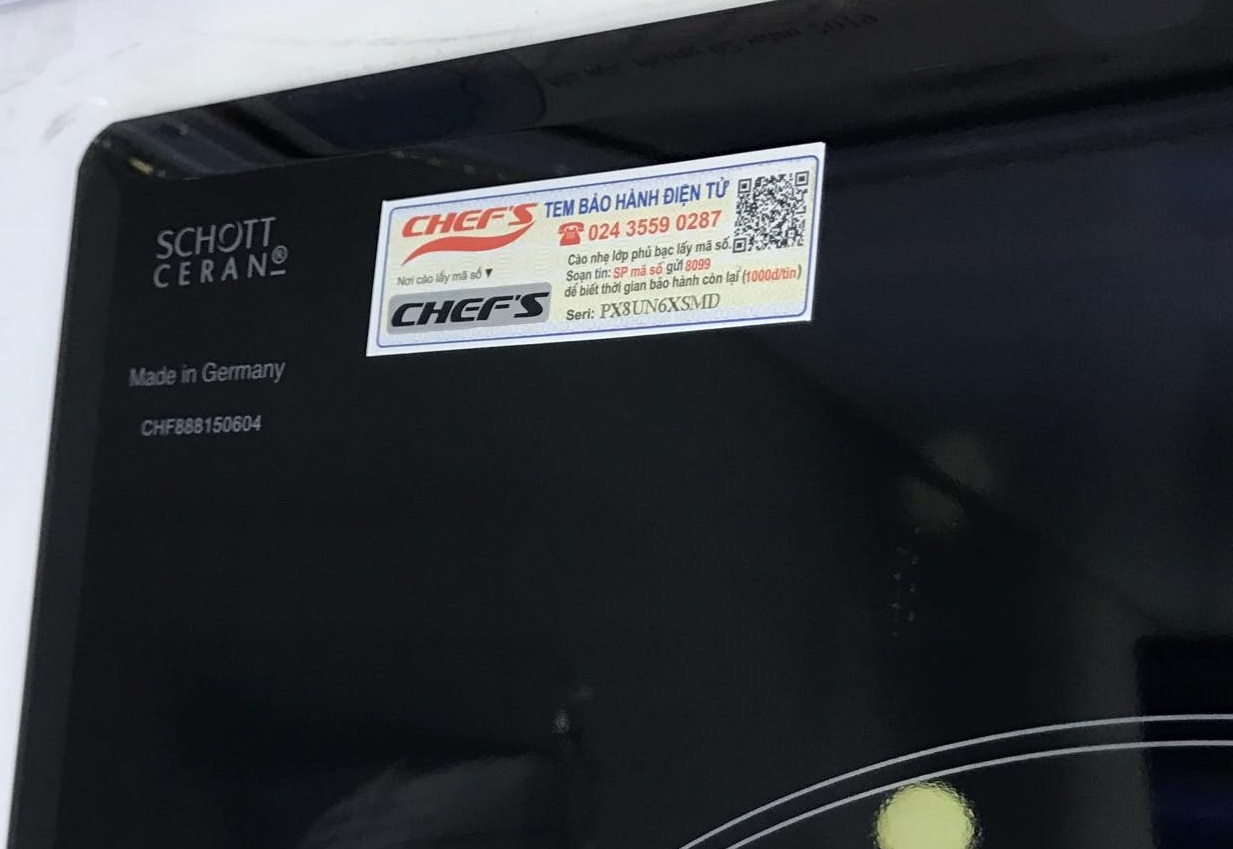 SCHOTT
CERAN®
Made in Germany
CHF888150604
CHEF'S
TEM BẢO HÀNH ĐIỆN TỬ
☎ 024 3559 0287
Cào nhẹ lớp phủ bạc lấy mã số.
Soạn tin: SP mã số gửi 8099
để biết thời gian bảo hành còn lại (1000đ/tin)
Seri: PX8UN6XSMD
Nơi cào lấy mã số ▼
CHEF'S